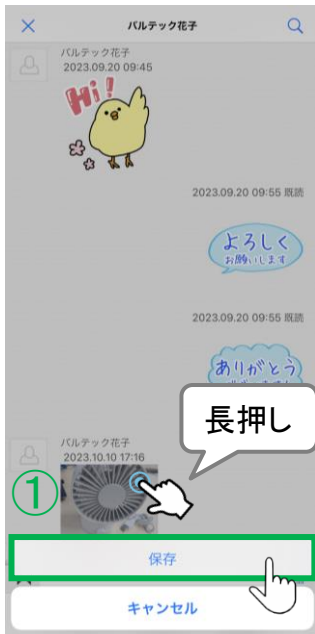 バルテック花子
バルテック花子
2023.09.20 09:45
Hi!
2023.09.20 09:55 既読
よろしく
お願いします
2023.09.20 09:55 既読
ありがとう
長押し
バルテック花子
2023.10.10 17:16
①
保存
キャンセル